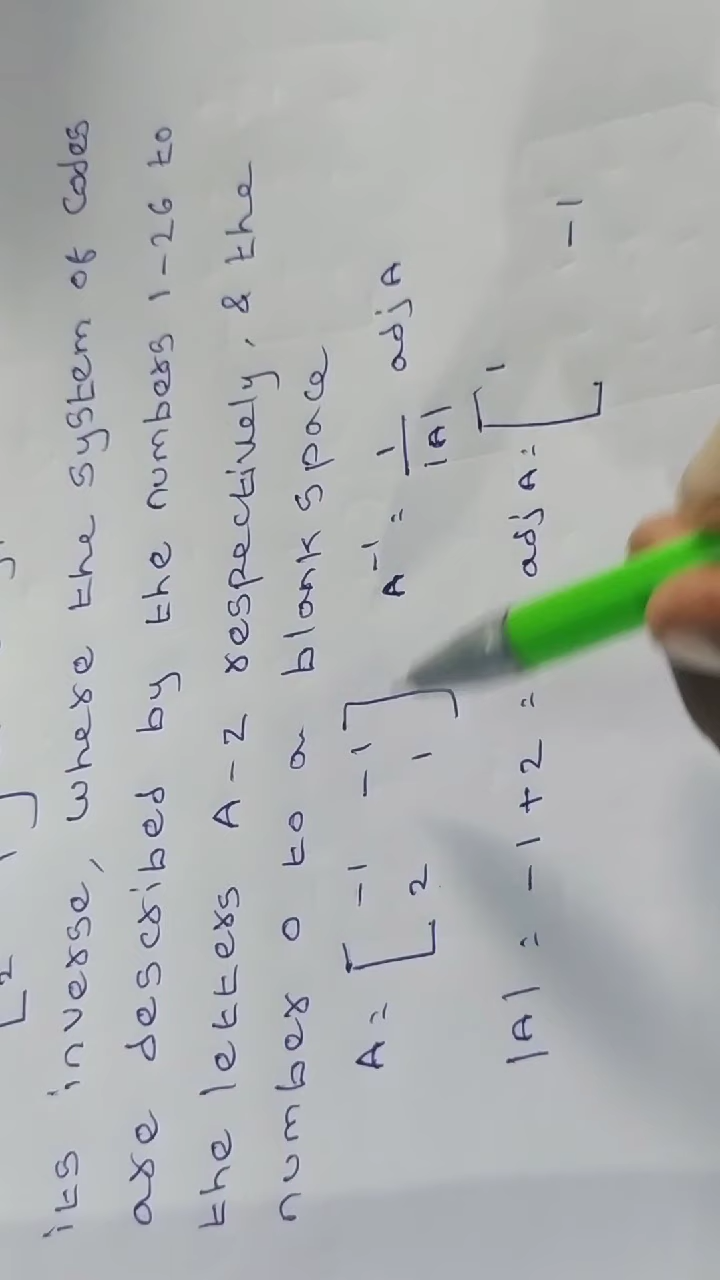 [2
its inverse, where the system of codes
are described by the numbers 1-26 to
the letters A-Z respectively, & the
number 0 to a blank space
A = [-1 -1
2 1] A⁻¹ = 1/|A| adj A
|A| = -1+2 = adj A = [1
-1